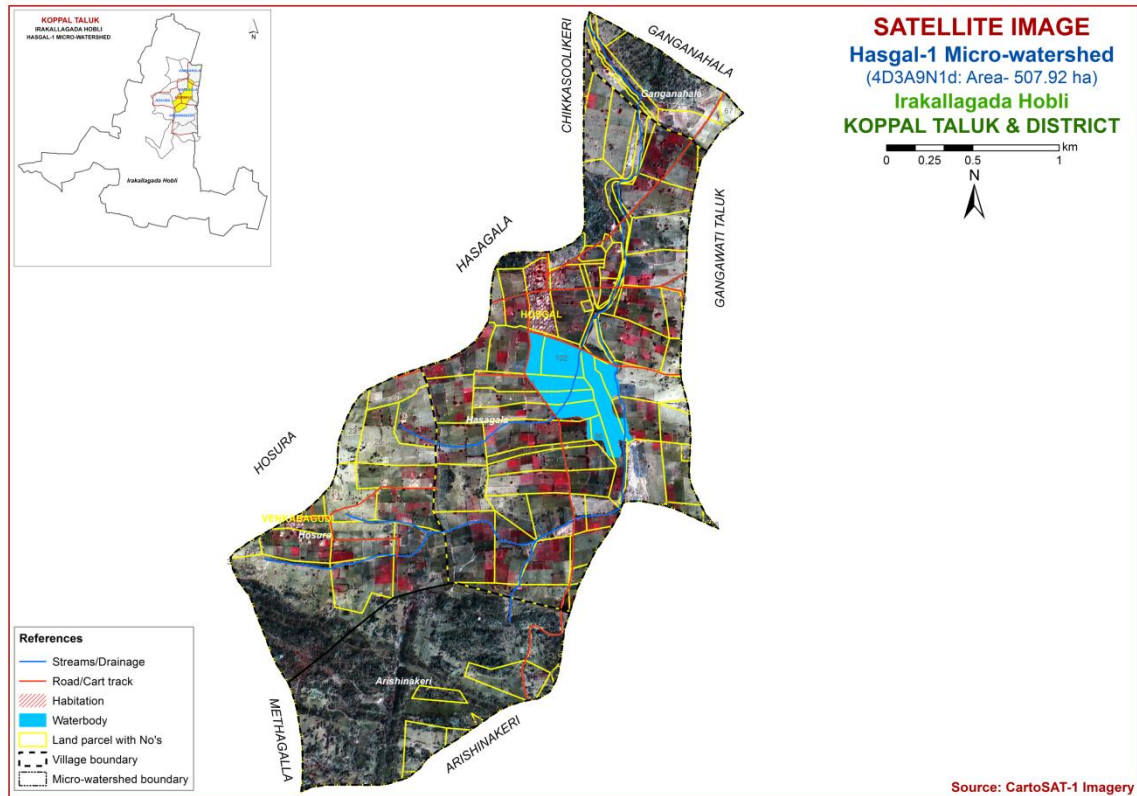 KOPPAL TALUK
IRAKALLAGADA HOBLI
HASGAL-1 MICRO-WATERSHED
N
Irakallagada Hobli
SATELLITE IMAGE
Hasgal-1 Micro-watershed
(4D3A9N1d: Area- 507.92 ha)
Irakallagada Hobli
KOPPAL TALUK & DISTRICT
km
0 0.25 0.5 1
N
GANGANAHALA
CHIKKASOOLIKERI
Ganganahala
67
GANGAWATI TALUK
HASAGALA
HOSGAL
102
Hasagala
HOSURA
VENKABAGUDI
Hosura
Arishinakeri
METHAGALLA
ARISHINAKERI
References
Streams/Drainage
Road/Cart track
Habitation
Waterbody
Land parcel with No's
Village boundary
Micro-watershed boundary
Source: CartoSAT-1 Imagery